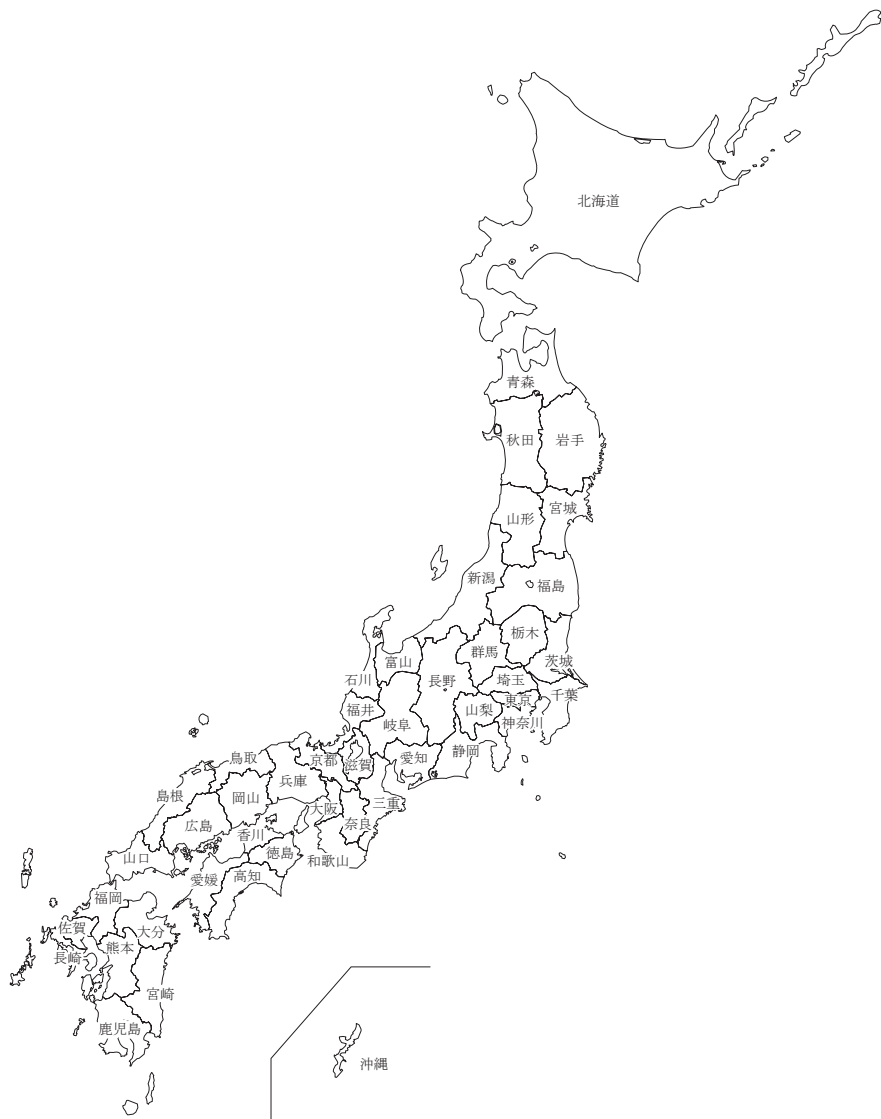 北海道
青森
秋田
岩手
山形
宮城
新潟
福島
栃木
群馬
富山
茨城
石川
長野
埼玉
東京
千葉
福井
山梨
岐阜
神奈川
静岡
愛知
鳥取
京都
滋賀
兵庫
島根
岡山
三重
大阪
広島
奈良
香川
徳島
和歌山
山口
高知
愛媛
福岡
佐賀
大分
熊本
長崎
宮崎
鹿児島
沖縄